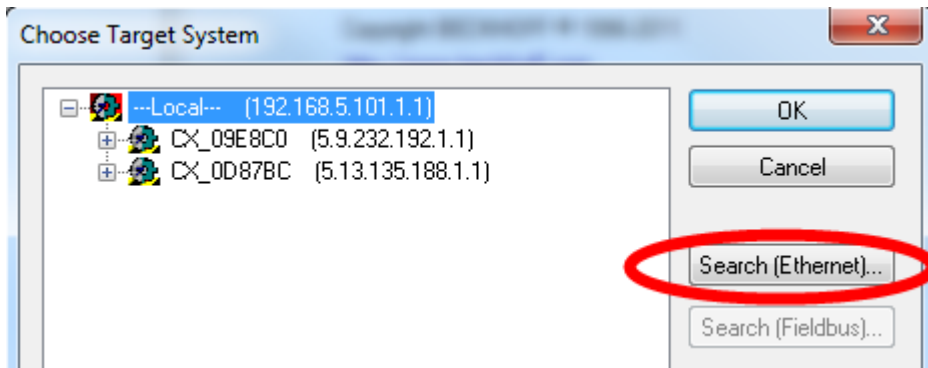 Choose Target System
---Local--- (192.168.5.101.1.1)
CX_09E8C0 (5.9.232.192.1.1)
CX_0D87BC (5.13.135.188.1.1)
OK
Cancel
Search (Ethernet)...
Search (Fieldbus)...